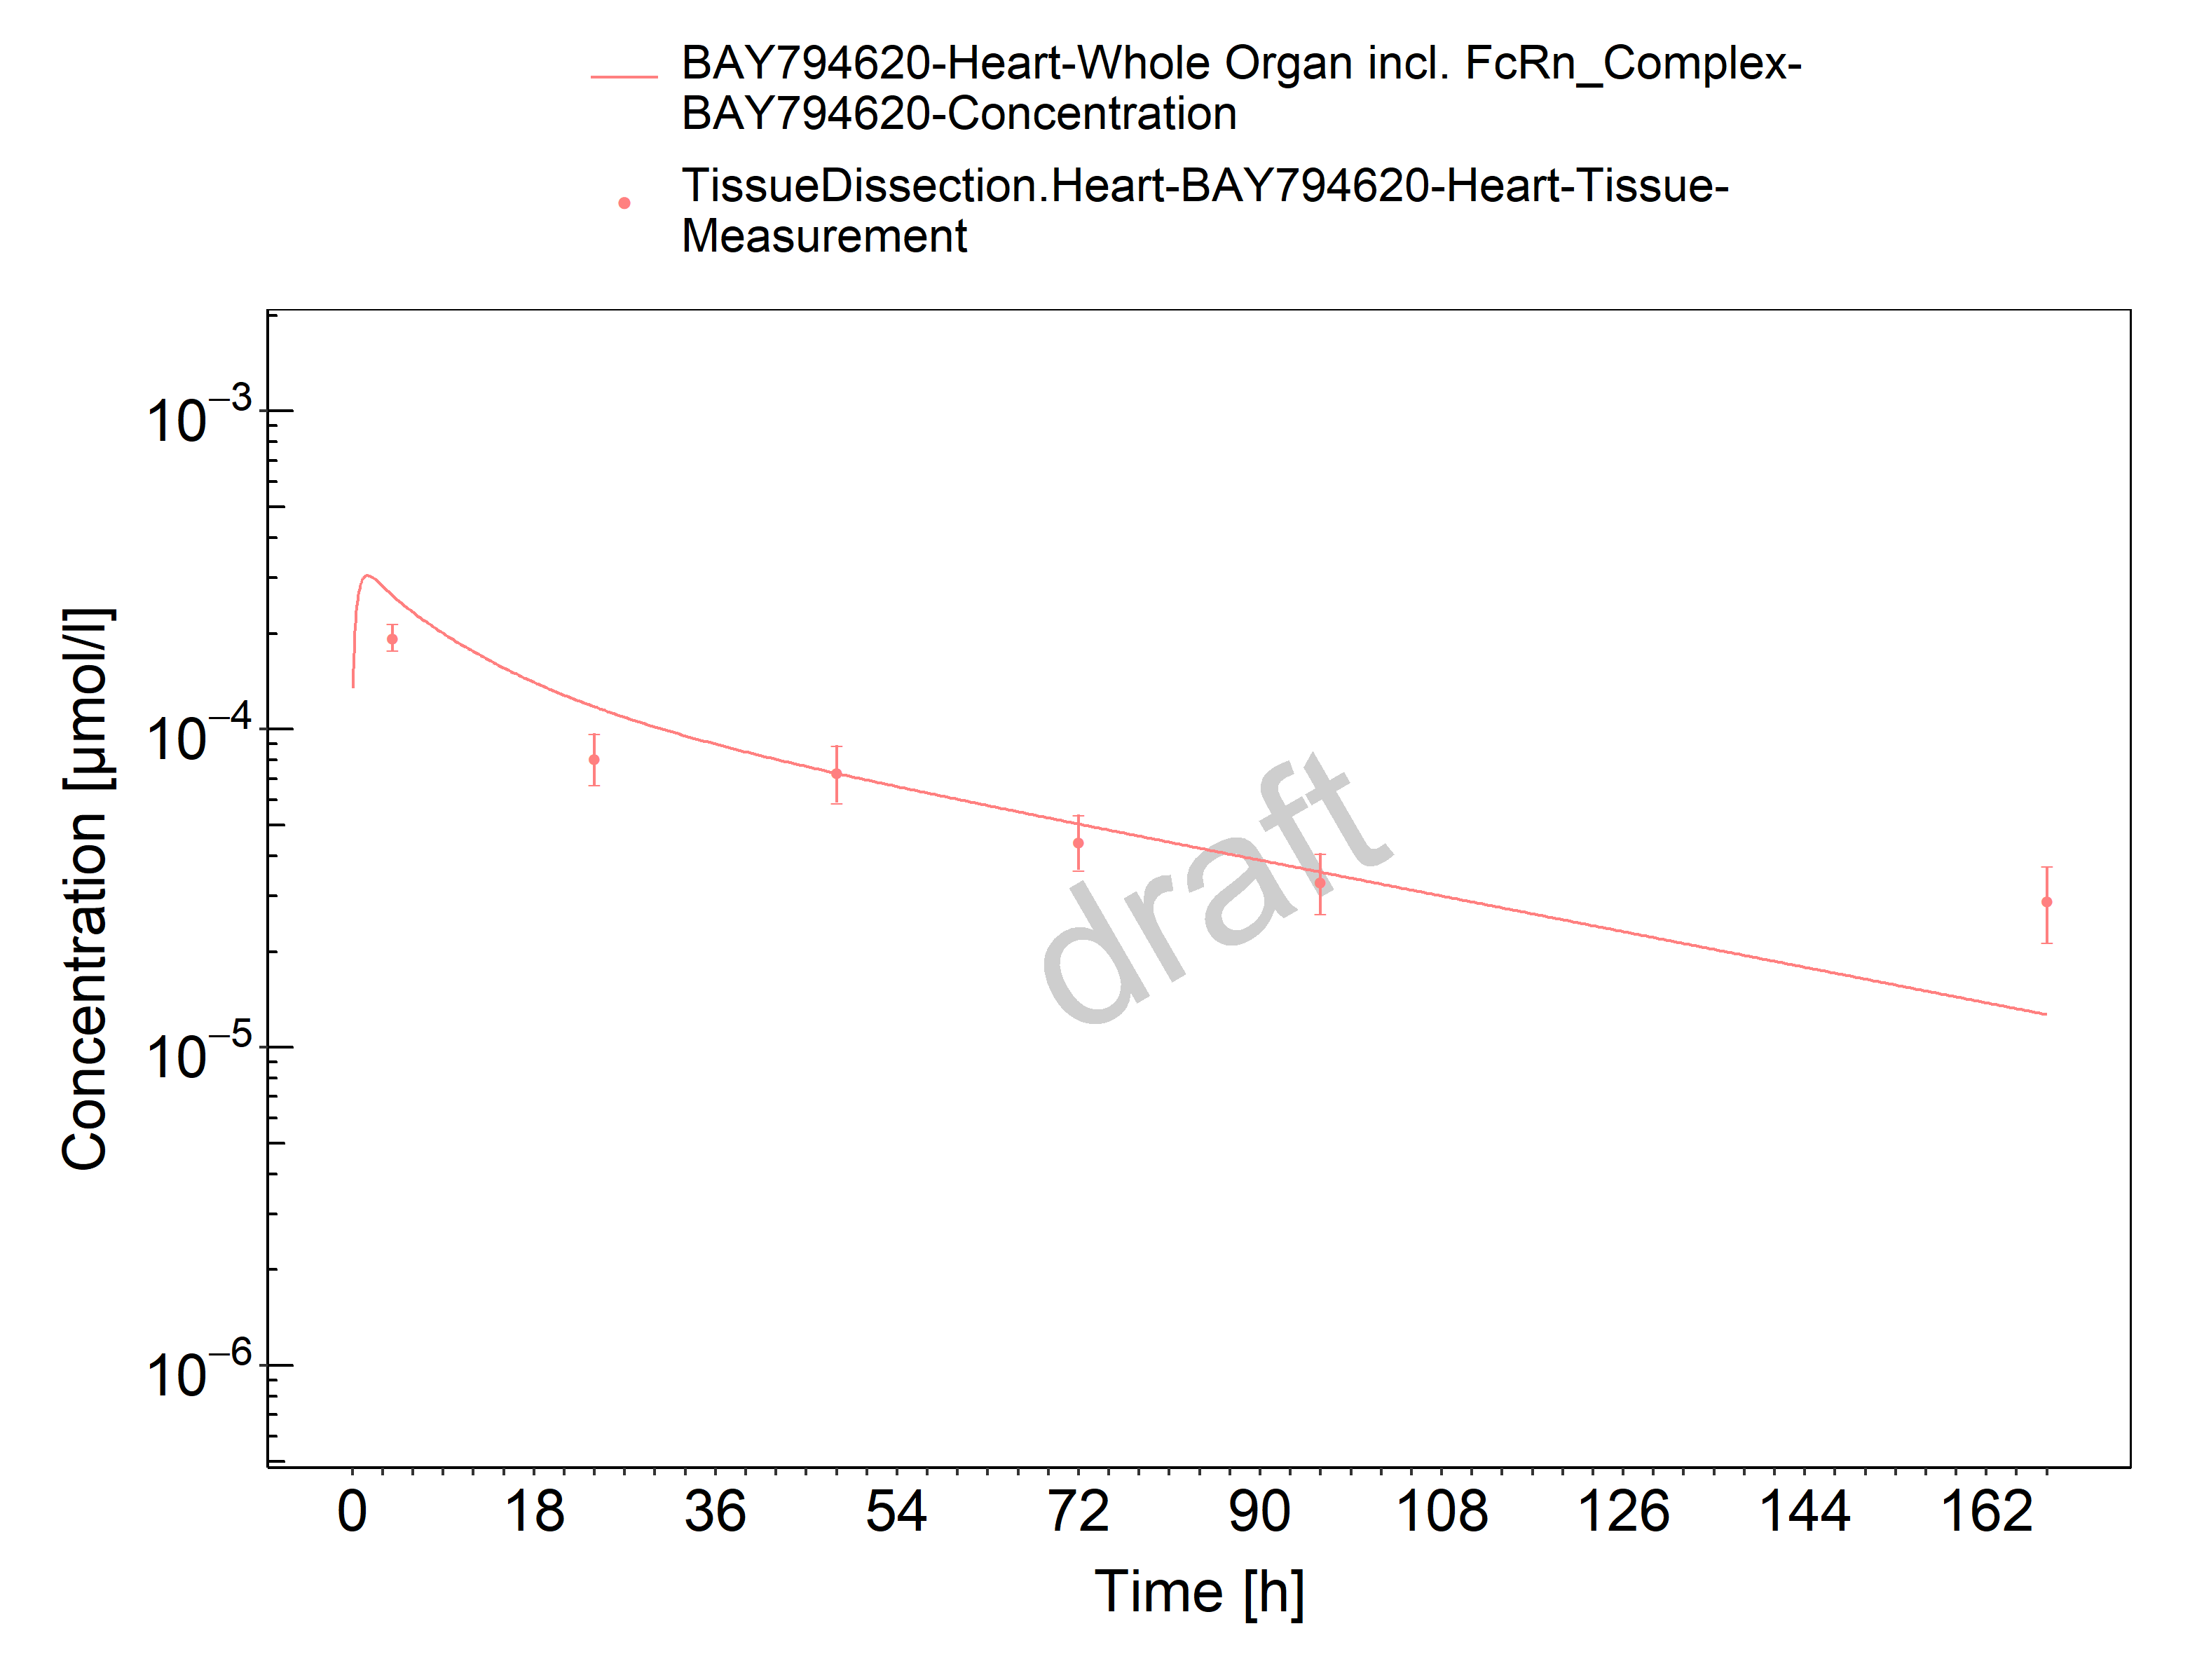 BAY794620-Heart-Whole Organ incl. FcRn_Complex-
BAY794620-Concentration
TissueDissection.Heart-BAY794620-Heart-Tissue-
Measurement
Concentration [µmol/l]
10⁻³
10⁻⁴
10⁻⁵
10⁻⁶
draft
0 18 36 54 72 90 108 126 144 162
Time [h]